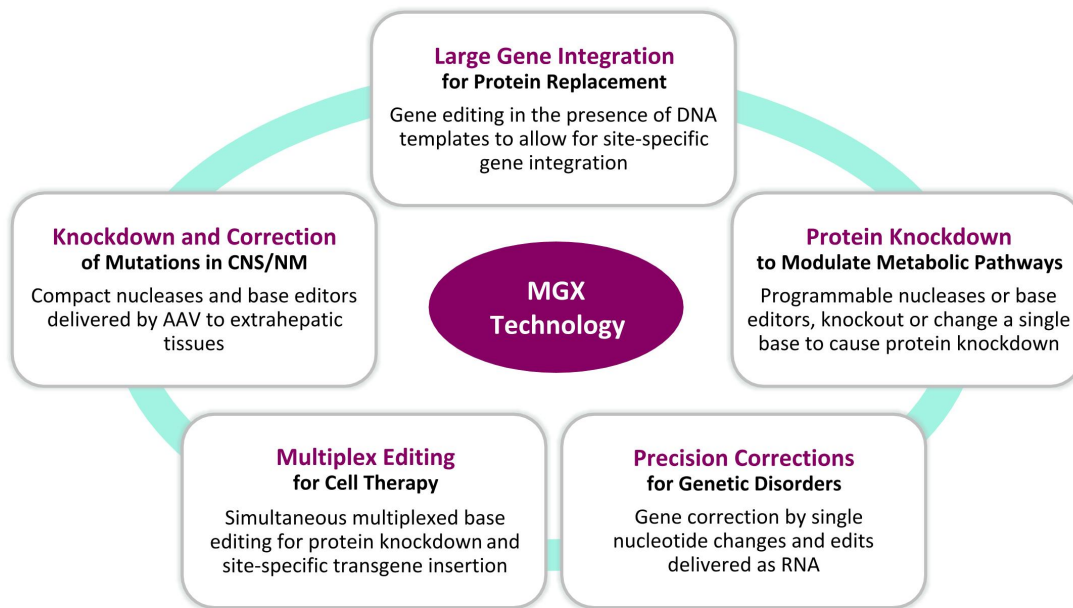 Large Gene Integration
for Protein Replacement
Gene editing in the presence of DNA
templates to allow for site-specific
gene integration
Knockdown and Correction
of Mutations in CNS/NM
Compact nucleases and base editors
delivered by AAV to extrahepatic
tissues
MGX
Technology
Protein Knockdown
to Modulate Metabolic Pathways
Programmable nucleases or base
editors, knockout or change a single
base to cause protein knockdown
Multiplex Editing
for Cell Therapy
Simultaneous multiplexed base
editing for protein knockdown and
site-specific transgene insertion
Precision Corrections
for Genetic Disorders
Gene correction by single
nucleotide changes and edits
delivered as RNA